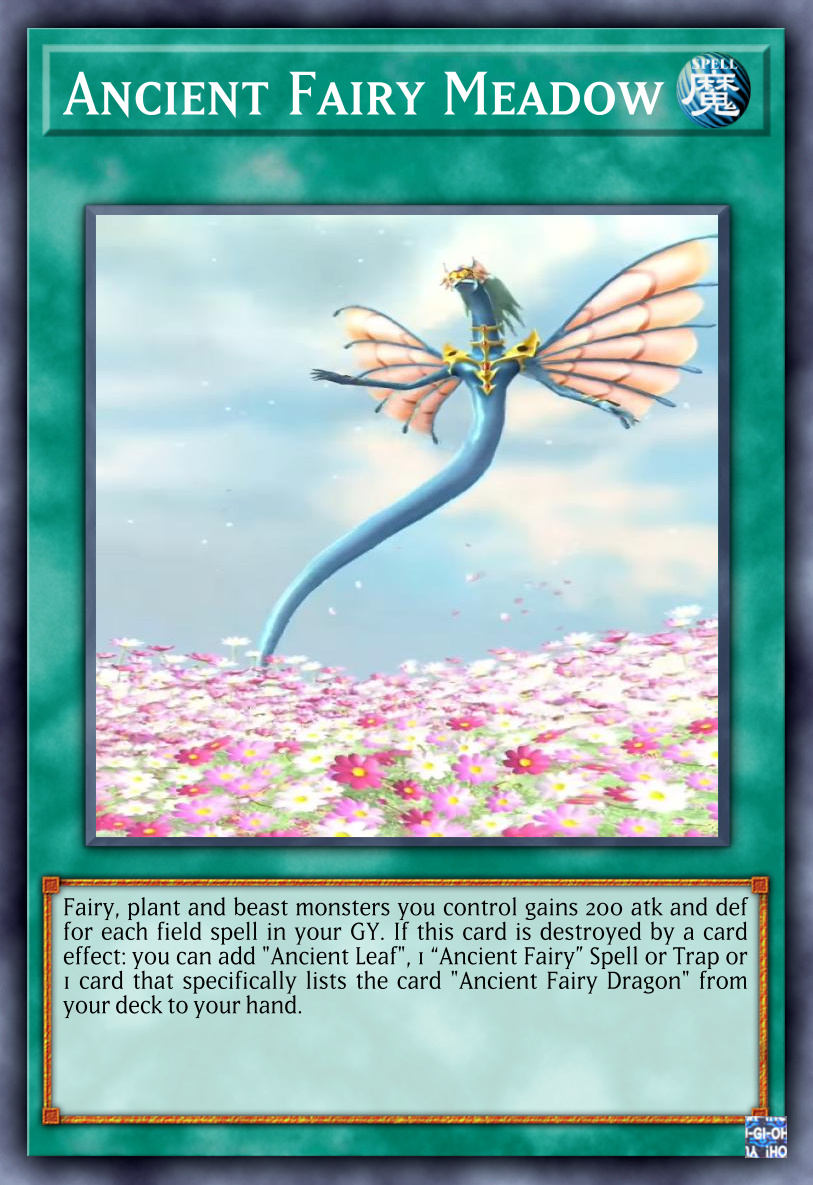 Ancient Fairy Meadow
SPELL
魔
Fairy, plant and beast monsters you control gains 200 atk and def
for each field spell in your GY. If this card is destroyed by a card
effect: you can add "Ancient Leaf", 1 “Ancient Fairy” Spell or Trap or
1 card that specifically lists the card "Ancient Fairy Dragon" from
your deck to your hand.
I-GI-OH